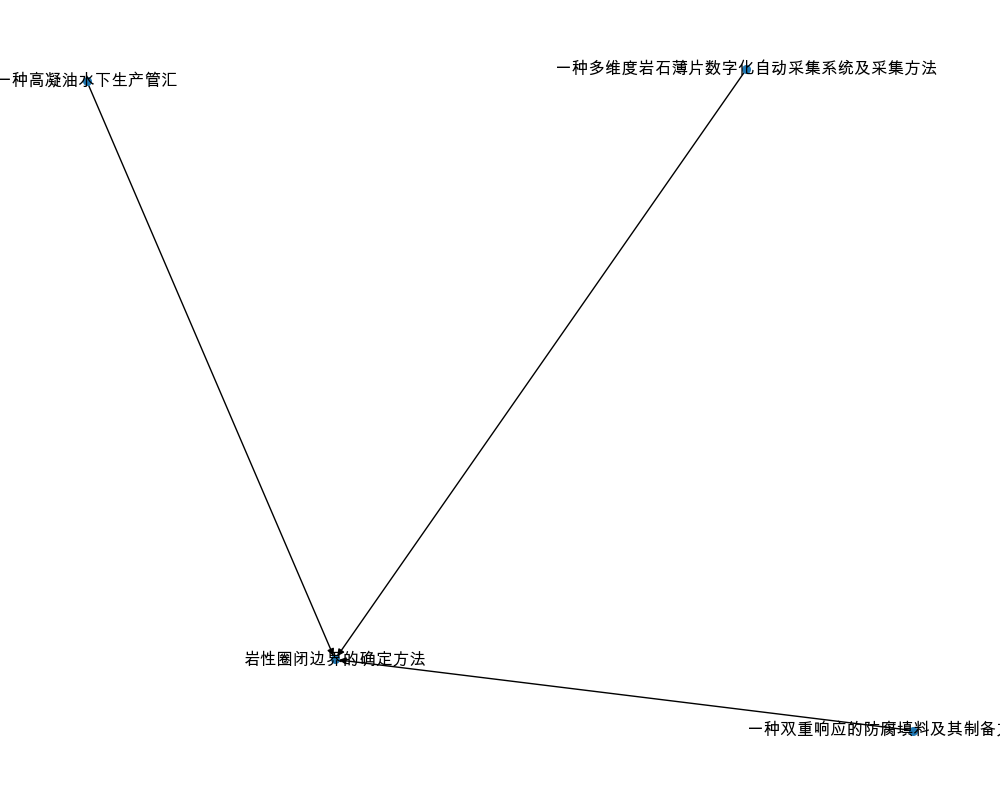 一种多维度岩石薄片数字化自动采集系统及采集方法
一种高凝油水下生产管汇
岩性圈闭边界的确定方法
一种双重响应的防腐填料及其制备方